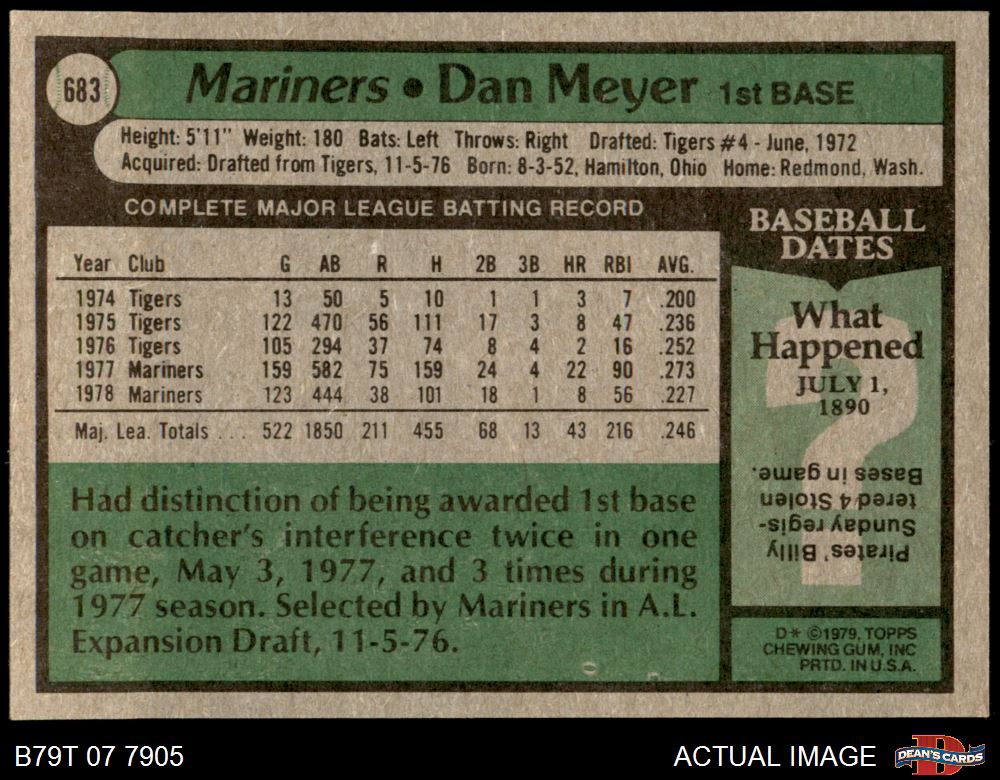 683
Mariners • Dan Meyer 1st BASE
Height: 5'11" Weight: 180 Bats: Left Throws: Right Drafted: Tigers #4 - June, 1972
Acquired: Drafted from Tigers, 11-5-76 Born: 8-3-52, Hamilton, Ohio Home: Redmond, Wash.
COMPLETE MAJOR LEAGUE BATTING RECORD
Year Club G AB R H 2B 3B HR RBI AVG.
1974 Tigers 13 50 5 10 1 1 3 7 .200
1975 Tigers 122 470 56 111 17 3 8 47 .236
1976 Tigers 105 294 37 74 8 4 2 16 .252
1977 Mariners 159 582 75 159 24 4 22 90 .273
1978 Mariners 123 444 38 101 18 1 8 56 .227
Maj. Lea. Totals . . . 522 1850 211 455 68 13 43 216 .246
Had distinction of being awarded 1st base
on catcher's interference twice in one
game, May 3, 1977, and 3 times during
1977 season. Selected by Mariners in A.L.
Expansion Draft, 11-5-76.
BASEBALL
DATES
What
Happened
JULY 1,
1890
?
Pirates' Billy
Sunday regis-
tered 4 Stolen
Bases in game.
D* ©1979, TOPPS
CHEWING GUM, INC
PRTD. IN U.S.A.
B79T 07 7905
ACTUAL IMAGE
D
DEAN'S CARDS